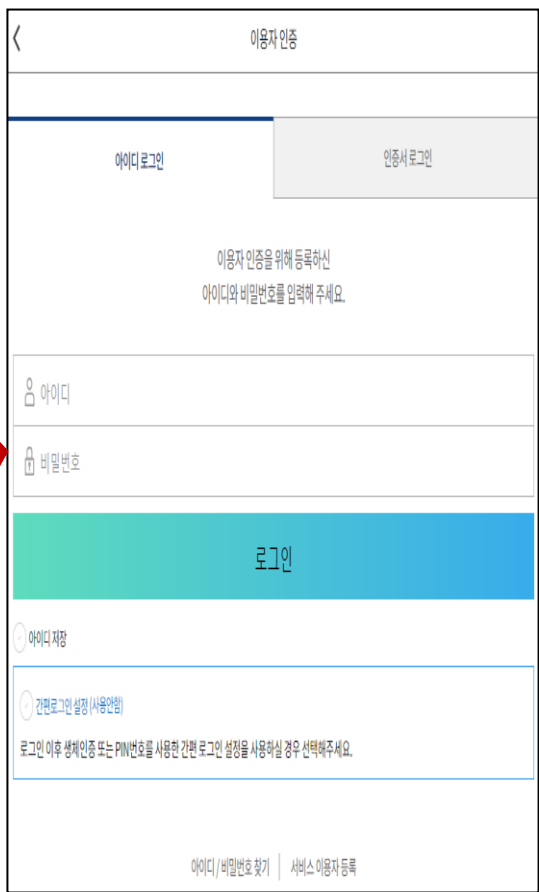 이용자 인증
아이디 로그인
인증서 로그인
이용자 인증을 위해 등록하신
아이디와 비밀번호를 입력해 주세요.
아이디
비밀번호
로그인
아이디 저장
간편로그인 설정 (사용안함)
로그인 이후 생체인증 또는 PIN번호를 사용한 간편 로그인 설정을 사용하실 경우 선택해주세요.
아이디 / 비밀번호 찾기 | 서비스 이용자 등록